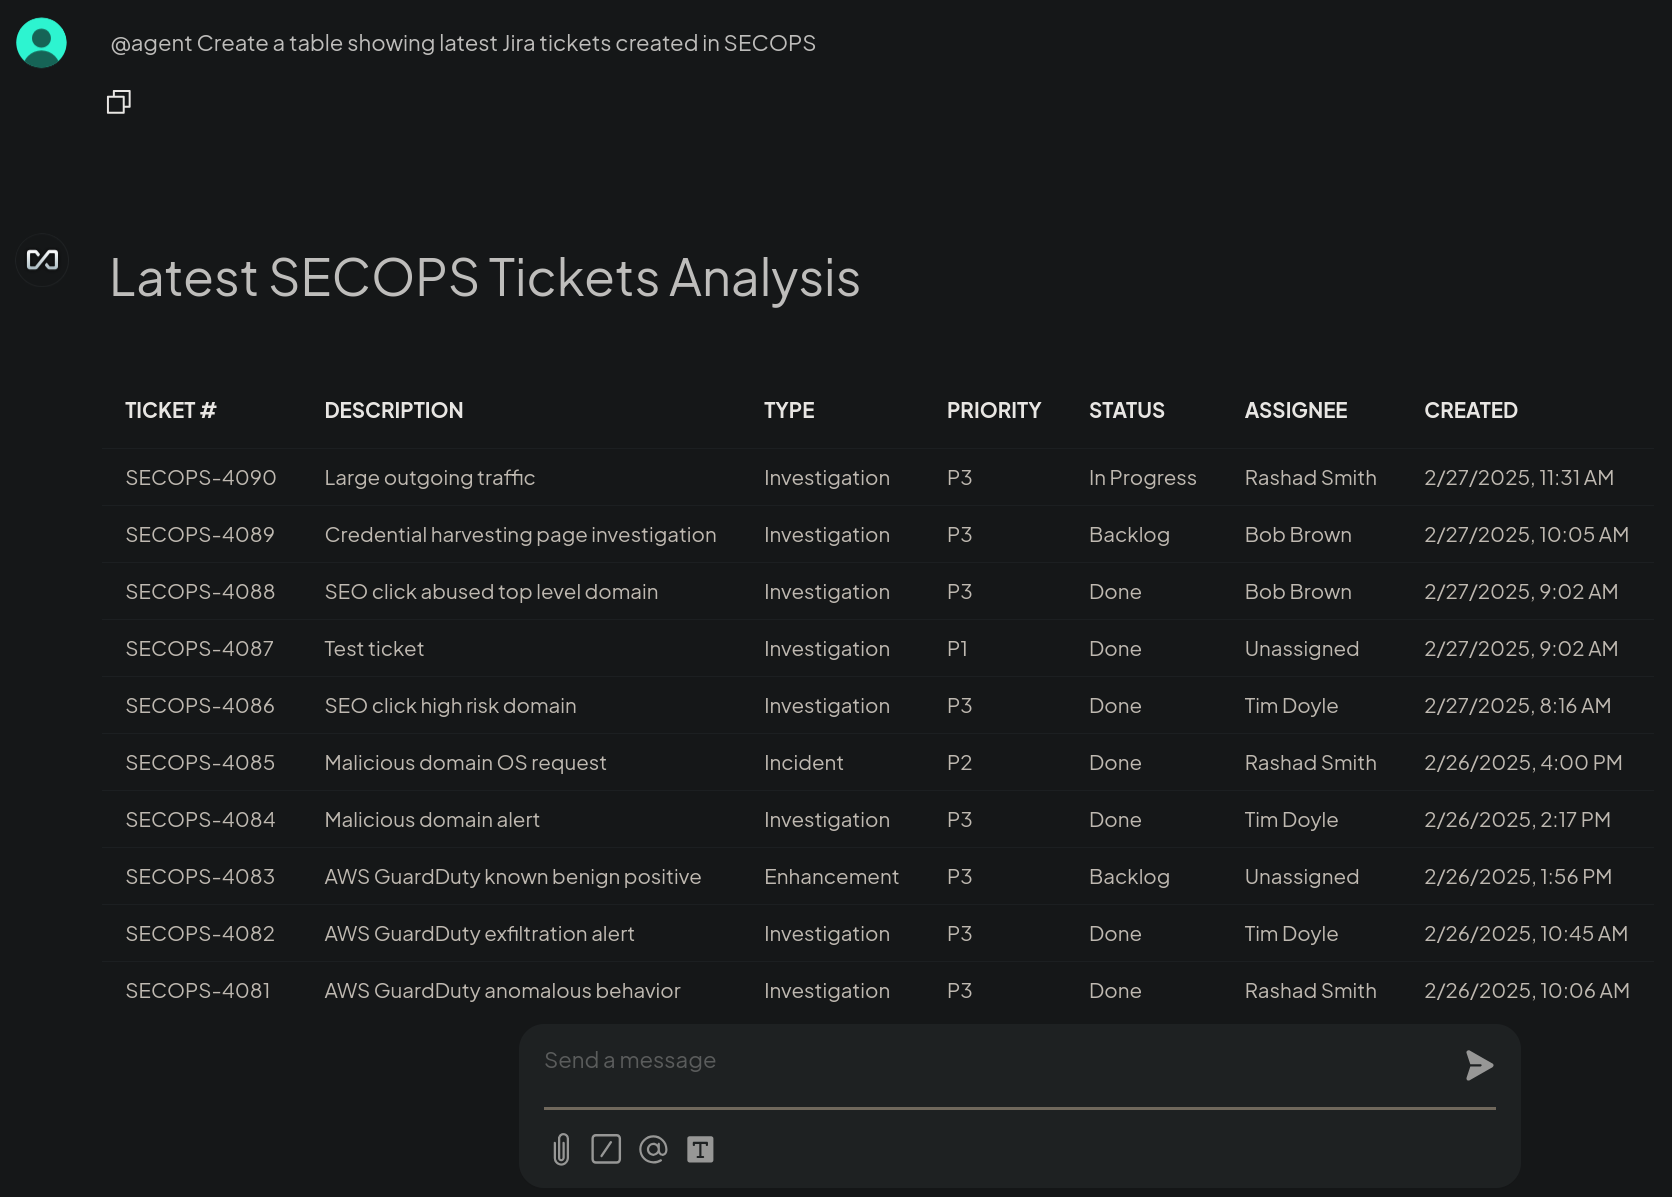 @agent Create a table showing latest Jira tickets created in SECOPS
Latest SECOPS Tickets Analysis
TICKET # DESCRIPTION TYPE PRIORITY STATUS ASSIGNEE CREATED
SECOPS-4090 Large outgoing traffic Investigation P3 In Progress Rashad Smith 2/27/2025, 11:31 AM
SECOPS-4089 Credential harvesting page investigation Investigation P3 Backlog Bob Brown 2/27/2025, 10:05 AM
SECOPS-4088 SEO click abused top level domain Investigation P3 Done Bob Brown 2/27/2025, 9:02 AM
SECOPS-4087 Test ticket Investigation P1 Done Unassigned 2/27/2025, 9:02 AM
SECOPS-4086 SEO click high risk domain Investigation P3 Done Tim Doyle 2/27/2025, 8:16 AM
SECOPS-4085 Malicious domain OS request Incident P2 Done Rashad Smith 2/26/2025, 4:00 PM
SECOPS-4084 Malicious domain alert Investigation P3 Done Tim Doyle 2/26/2025, 2:17 PM
SECOPS-4083 AWS GuardDuty known benign positive Enhancement P3 Backlog Unassigned 2/26/2025, 1:56 PM
SECOPS-4082 AWS GuardDuty exfiltration alert Investigation P3 Done Tim Doyle 2/26/2025, 10:45 AM
SECOPS-4081 AWS GuardDuty anomalous behavior Investigation P3 Done Rashad Smith 2/26/2025, 10:06 AM
Send a message